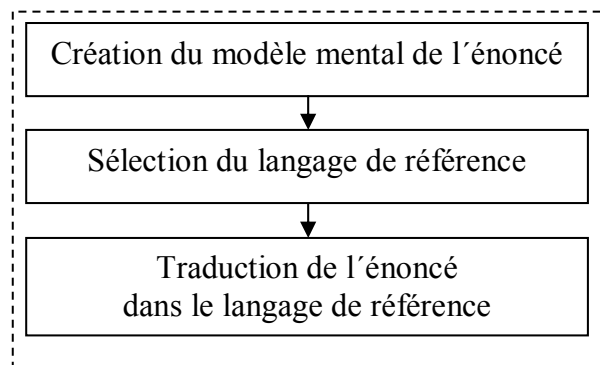 Création du modèle mental de l´énoncé
Sélection du langage de référence
Traduction de l´énoncé
dans le langage de référence